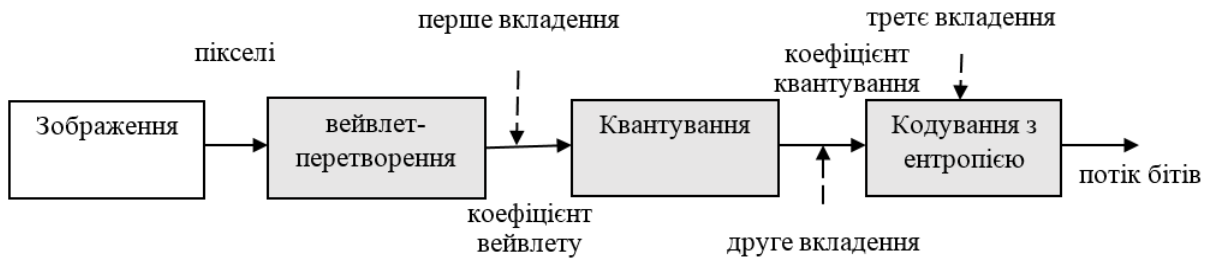 перше вкладення
третє вкладення
пікселі
коефіцієнт
квантування
Зображення
вейвлет-
перетворення
Квантування
Кодування з
ентропією
потік бітів
коефіцієнт
вейвлету
друге вкладення